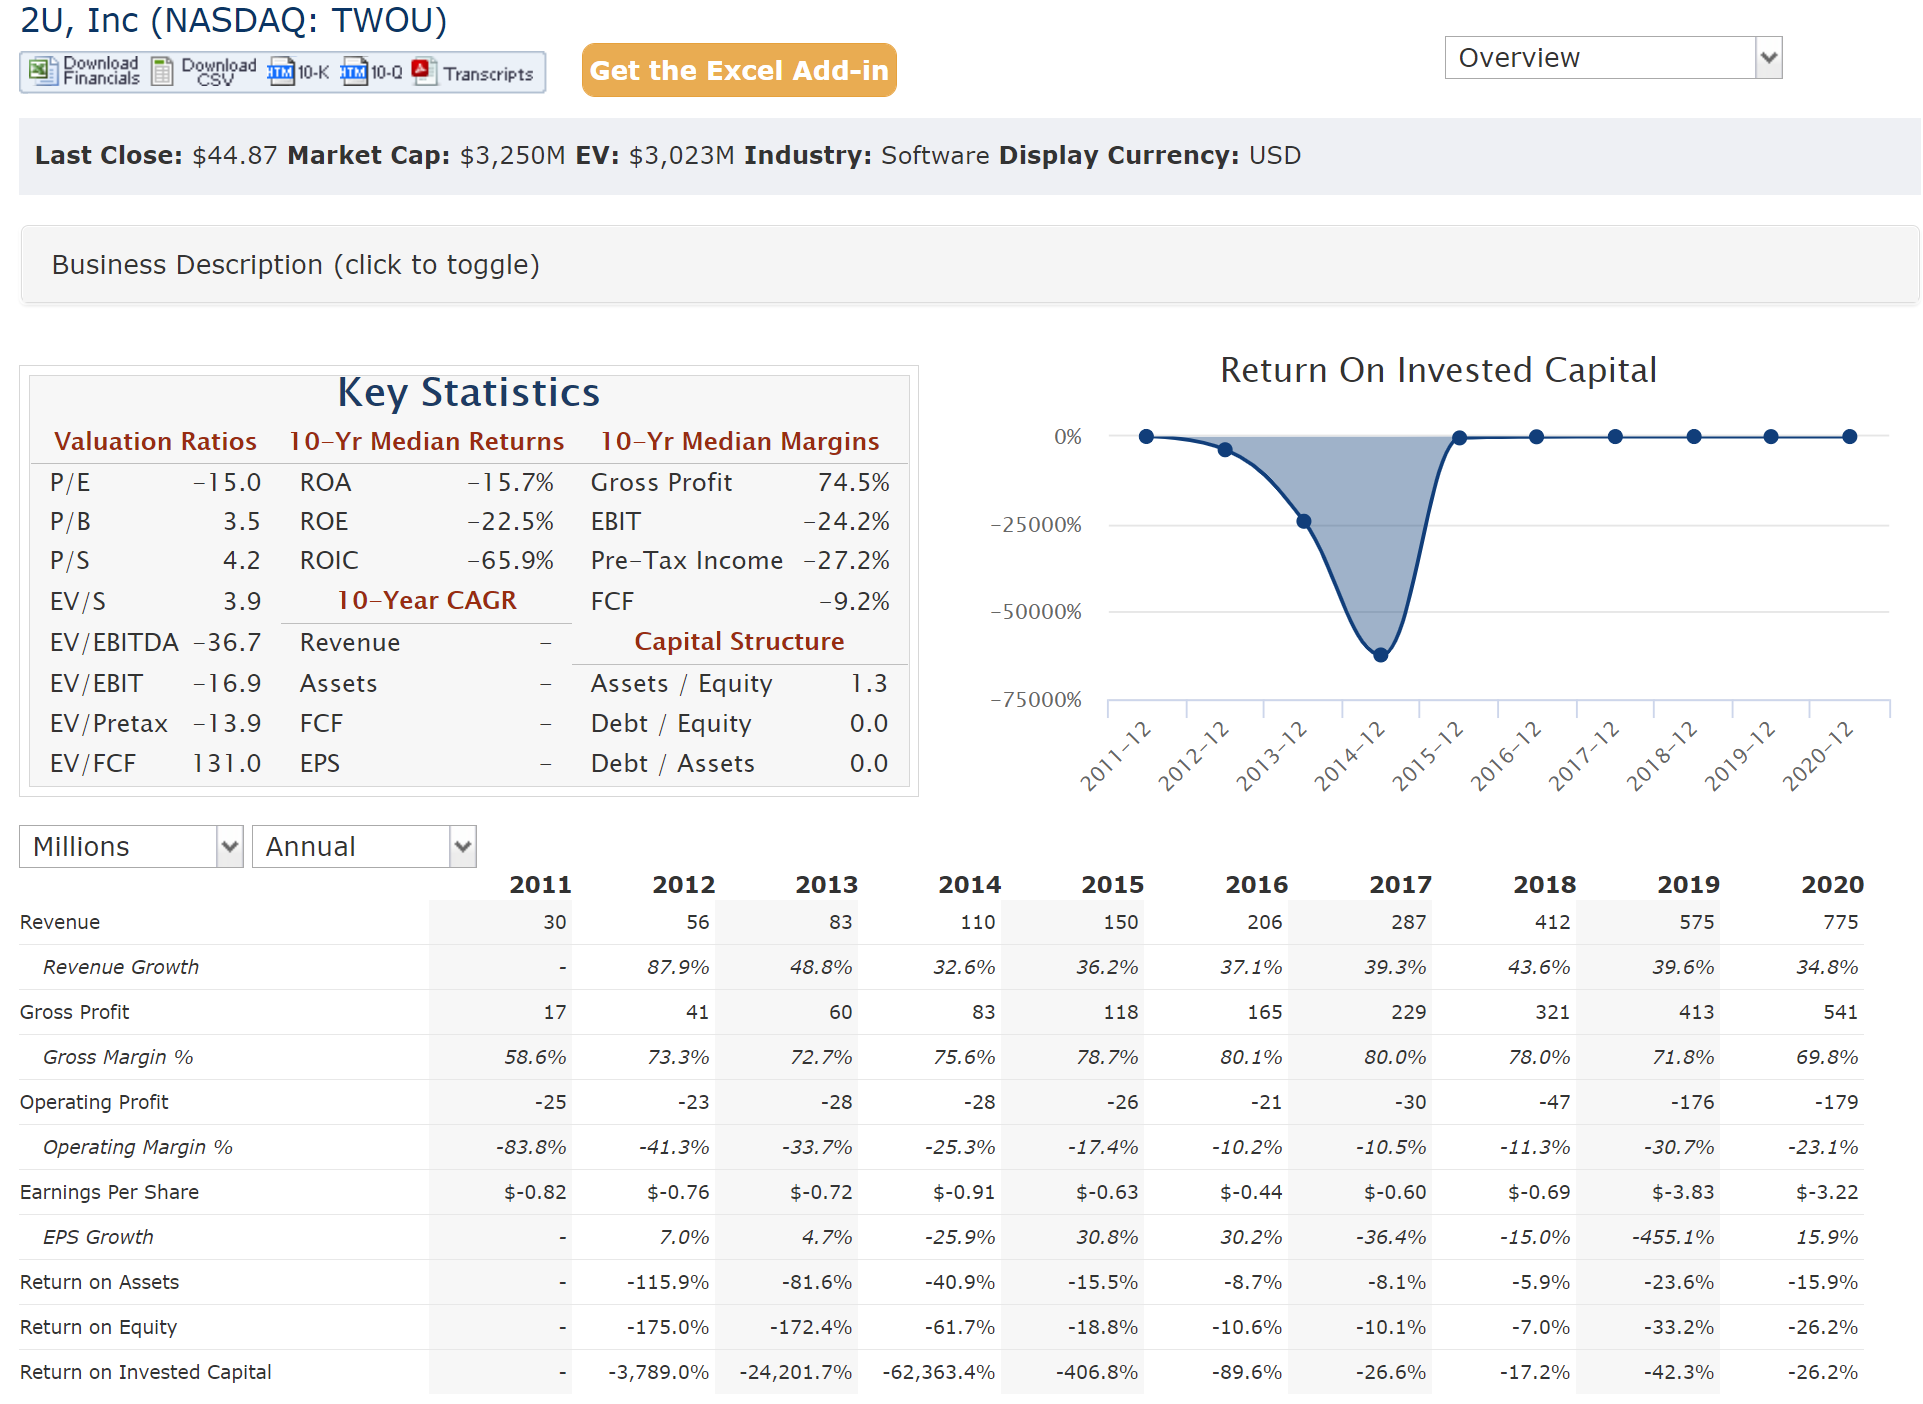 2U, Inc (NASDAQ: TWOU)
Download Financials Download CSV HTM 10-K HTM 10-Q Transcripts
Get the Excel Add-in
Overview
Last Close: $44.87 Market Cap: $3,250M EV: $3,023M Industry: Software Display Currency: USD
Business Description (click to toggle)
Key Statistics
Valuation Ratios 10-Yr Median Returns 10-Yr Median Margins
P/E -15.0 ROA -15.7% Gross Profit 74.5%
P/B 3.5 ROE -22.5% EBIT -24.2%
P/S 4.2 ROIC -65.9% Pre-Tax Income -27.2%
EV/S 3.9 10-Year CAGR FCF -9.2%
EV/EBITDA -36.7 Revenue - Capital Structure
EV/EBIT -16.9 Assets - Assets / Equity 1.3
EV/Pretax -13.9 FCF - Debt / Equity 0.0
EV/FCF 131.0 EPS - Debt / Assets 0.0
Return On Invested Capital
0%
-25000%
-50000%
-75000%
2011-12 2012-12 2013-12 2014-12 2015-12 2016-12 2017-12 2018-12 2019-12 2020-12
Millions Annual
2011 2012 2013 2014 2015 2016 2017 2018 2019 2020
Revenue 30 56 83 110 150 206 287 412 575 775
Revenue Growth - 87.9% 48.8% 32.6% 36.2% 37.1% 39.3% 43.6% 39.6% 34.8%
Gross Profit 17 41 60 83 118 165 229 321 413 541
Gross Margin % 58.6% 73.3% 72.7% 75.6% 78.7% 80.1% 80.0% 78.0% 71.8% 69.8%
Operating Profit -25 -23 -28 -28 -26 -21 -30 -47 -176 -179
Operating Margin % -83.8% -41.3% -33.7% -25.3% -17.4% -10.2% -10.5% -11.3% -30.7% -23.1%
Earnings Per Share $-0.82 $-0.76 $-0.72 $-0.91 $-0.63 $-0.44 $-0.60 $-0.69 $-3.83 $-3.22
EPS Growth - 7.0% 4.7% -25.9% 30.8% 30.2% -36.4% -15.0% -455.1% 15.9%
Return on Assets - -115.9% -81.6% -40.9% -15.5% -8.7% -8.1% -5.9% -23.6% -15.9%
Return on Equity - -175.0% -172.4% -61.7% -18.8% -10.6% -10.1% -7.0% -33.2% -26.2%
Return on Invested Capital - -3,789.0% -24,201.7% -62,363.4% -406.8% -89.6% -26.6% -17.2% -42.3% -26.2%